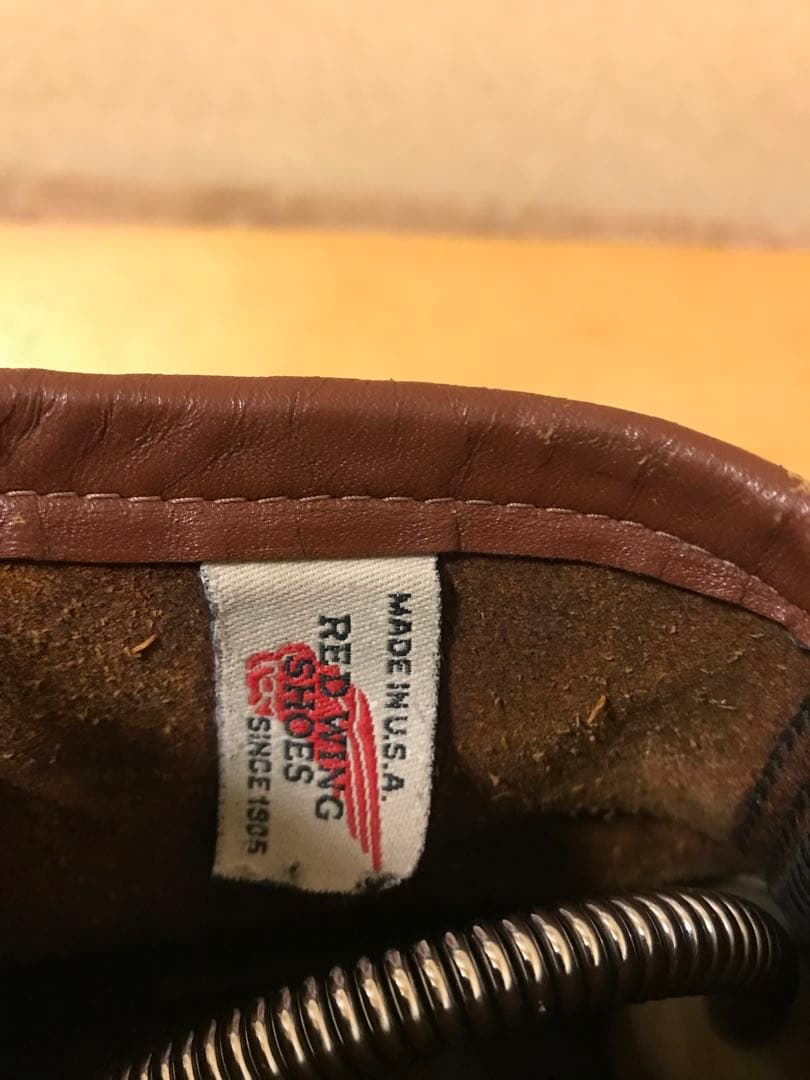 MADE IN U.S.A.
RED WING
SHOES
SINCE 1905